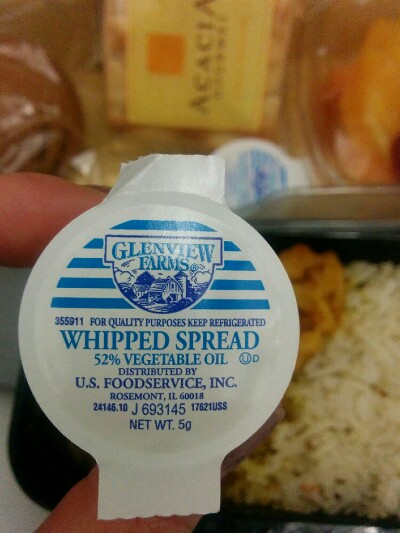 ACACIA
GLENVIEW
FARMS®
355911 FOR QUALITY PURPOSES KEEP REFRIGERATED
WHIPPED SPREAD
52% VEGETABLE OIL Ⓤ D
DISTRIBUTED BY
U.S. FOODSERVICE, INC.
ROSEMONT, IL 60018
24145.10 J 693145 17621USS
NET WT. 5g